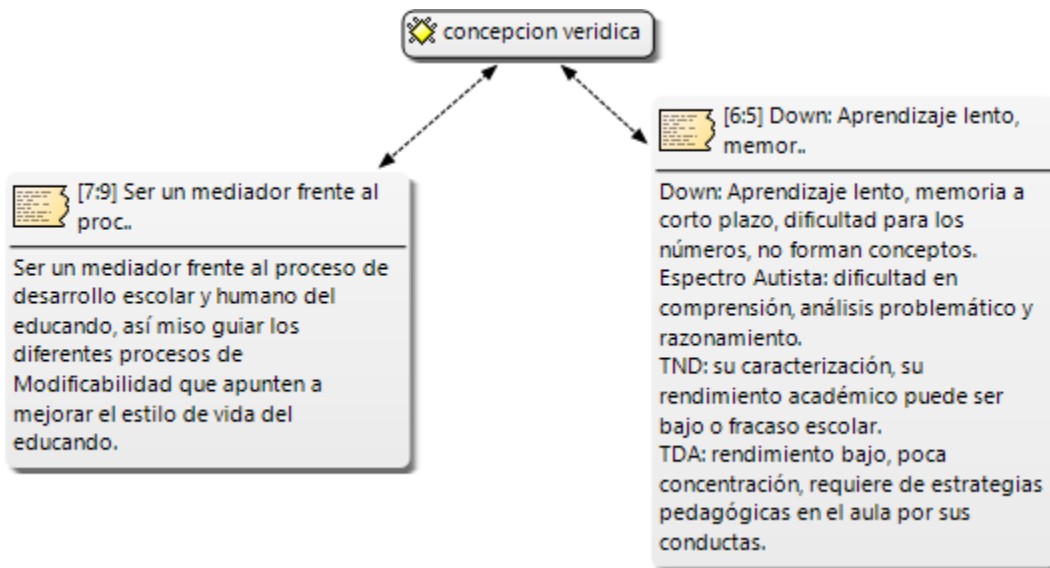 concepcion veridica
[7:9] Ser un mediador frente al
proc..
Ser un mediador frente al proceso de
desarrollo escolar y humano del
educando, así miso guiar los
diferentes procesos de
Modificabilidad que apunten a
mejorar el estilo de vida del
educando.
[6:5] Down: Aprendizaje lento,
memor..
Down: Aprendizaje lento, memoria a
corto plazo, dificultad para los
números, no forman conceptos.
Espectro Autista: dificultad en
comprensión, análisis problemático y
razonamiento.
TND: su caracterización, su
rendimiento académico puede ser
bajo o fracaso escolar.
TDA: rendimiento bajo, poca
concentración, requiere de estrategias
pedagógicas en el aula por sus
conductas.